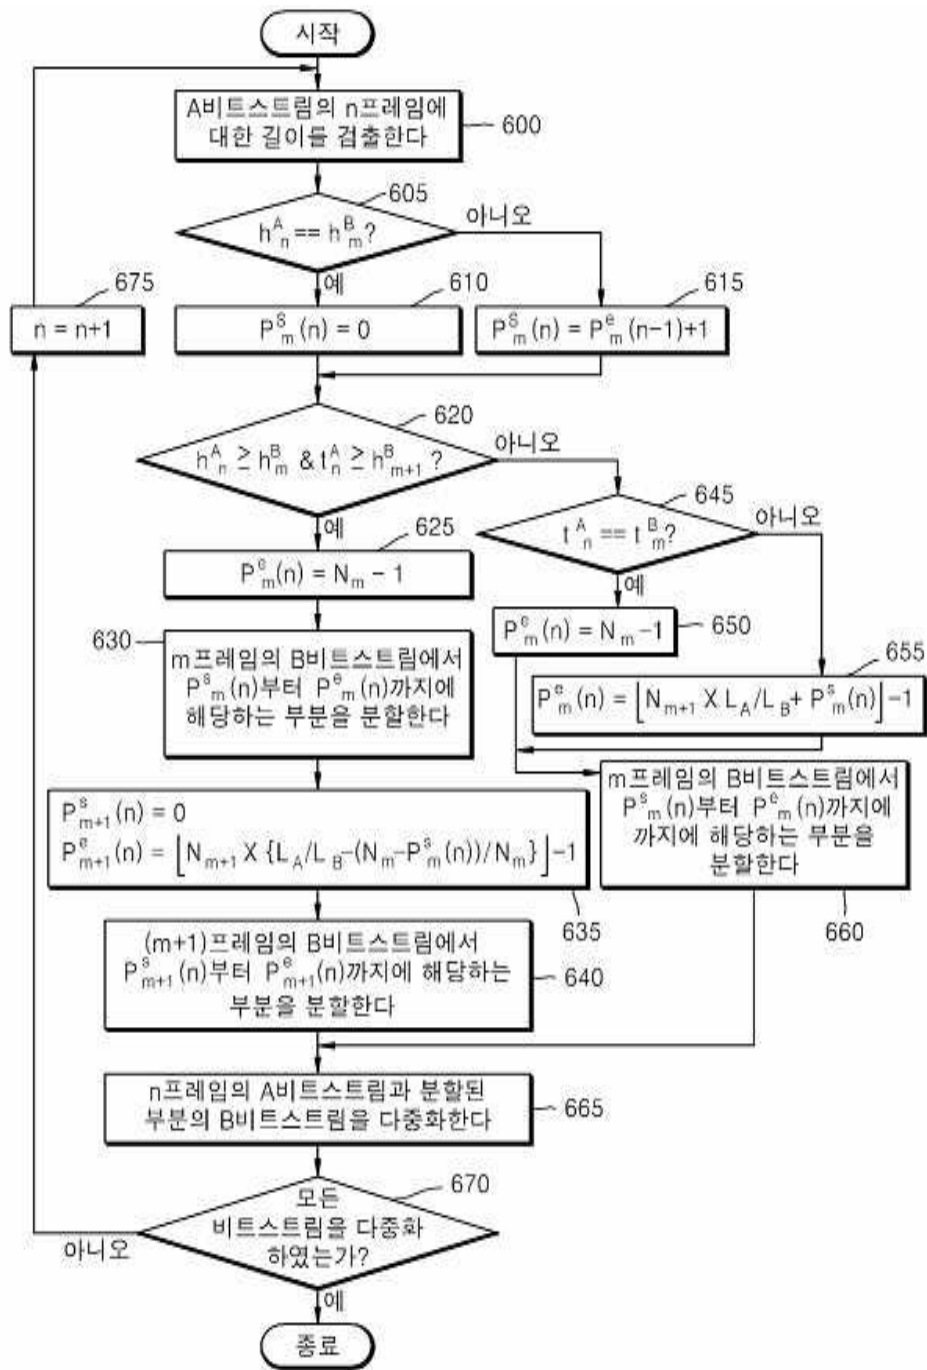 시작
A비트스트림의 n프레임에
대한 길이를 검출한다
600
605
h^A_n == h^B_m?
아니오
예
675
n = n+1
610
P^s_m(n) = 0
615
P^s_m(n) = P^e_m(n-1)+1
620
h^A_n ≥ h^B_m & t^A_n ≥ h^B_{m+1} ?
아니오
예
645
t^A_n == t^B_m?
아니오
예
625
P^e_m(n) = N_m - 1
650
P^e_m(n) = N_m-1
630
m프레임의 B비트스트림에서
P^s_m(n)부터 P^e_m(n)까지에
해당하는 부분을 분할한다
655
P^e_m(n) = ⌊N_{m+1} X L_A/L_B+ P^s_m(n)⌋-1
m프레임의 B비트스트림에서
P^s_m(n)부터 P^e_m(n)까지에
까지에 해당하는 부분을
분할한다
660
P^s_{m+1}(n) = 0
P^e_{m+1}(n) = ⌊N_{m+1} X {L_A/L_B-(N_m-P^s_m(n))/N_m}⌋-1
635
(m+1)프레임의 B비트스트림에서
P^s_{m+1}(n)부터 P^e_{m+1}(n)까지에 해당하는
부분을 분할한다
640
n프레임의 A비트스트림과 분할된
부분의 B비트스트림을 다중화한다
665
670
모든
비트스트림을 다중화
하였는가?
아니오
예
종료